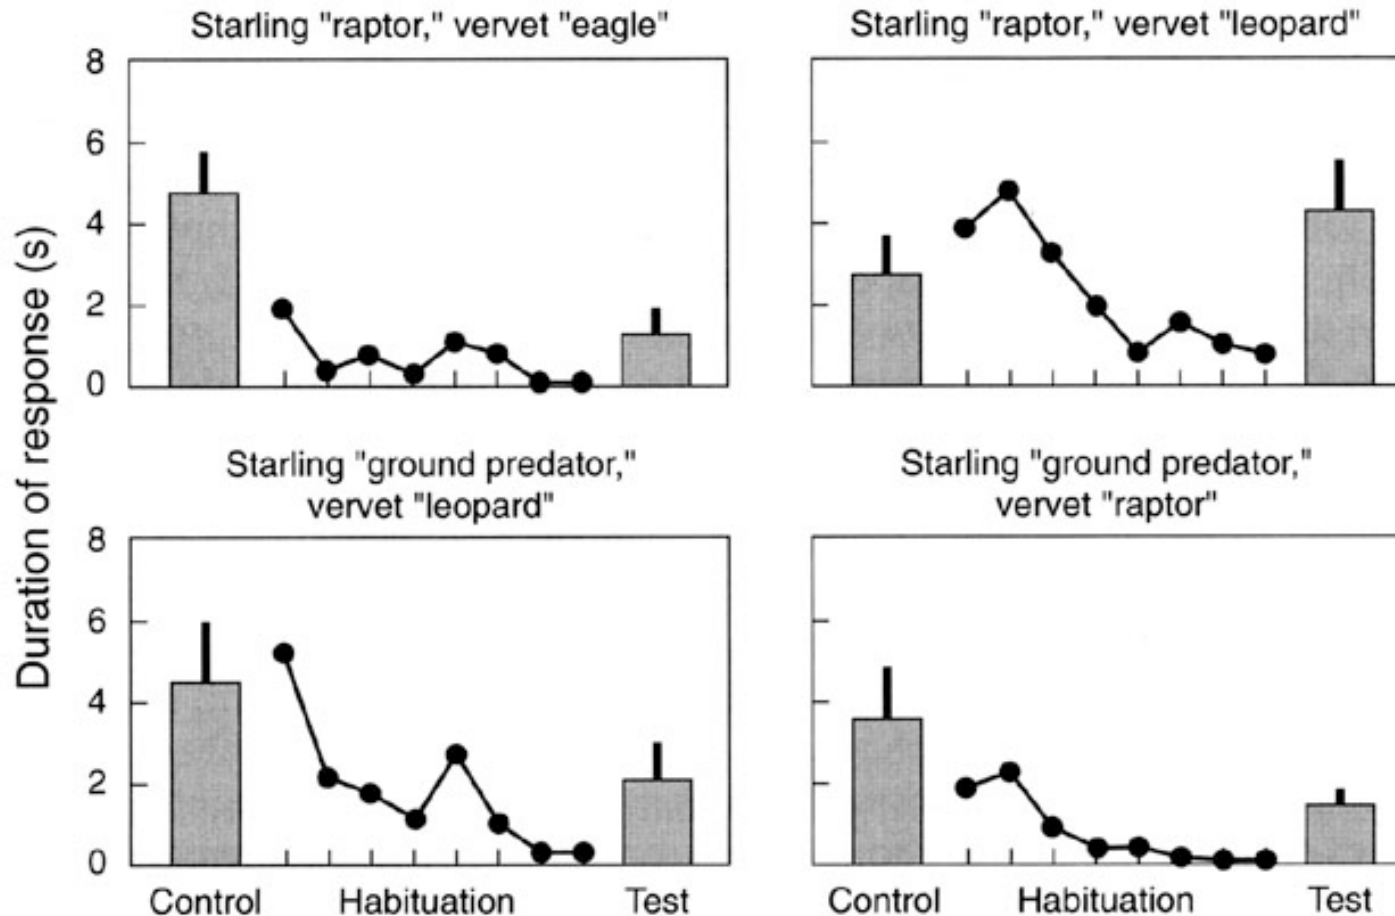 Starling "raptor," vervet "eagle"
Starling "raptor," vervet "leopard"
8
6
4
2
0
Duration of response (s)
Starling "ground predator,"
vervet "leopard"
Starling "ground predator,"
vervet "raptor"
8
6
4
2
0
Control Habituation Test
Control Habituation Test